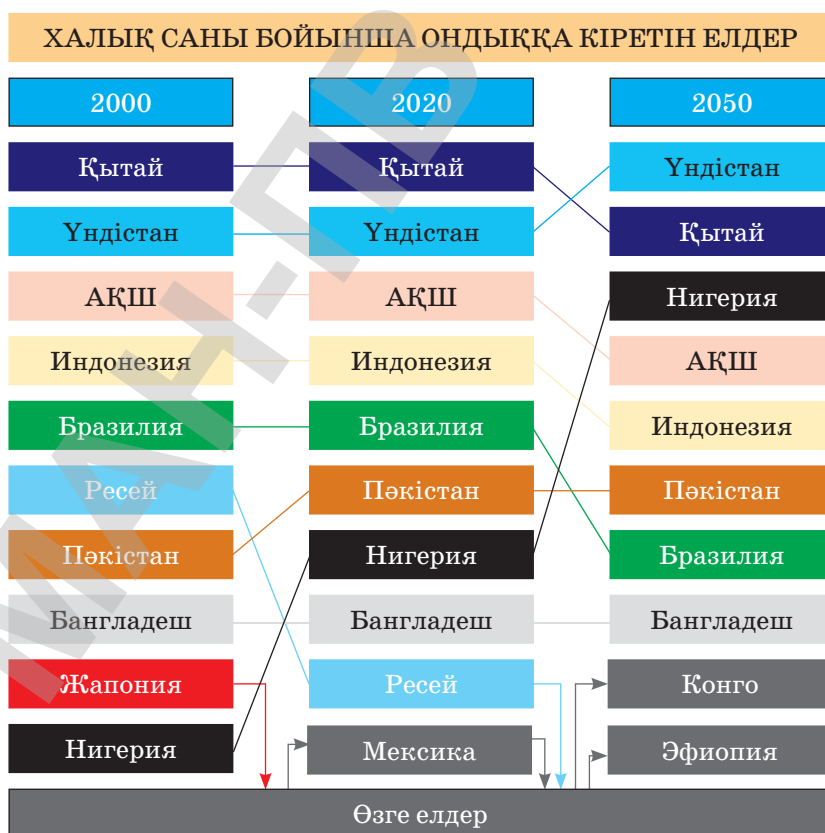 ХАЛЫҚ САНЫ БОЙЫНША ОНДЫҚҚА КІРЕТІН ЕЛДЕР
2000 2020 2050
Қытай Қытай Үндістан
Үндістан Үндістан Қытай
АҚШ АҚШ Нигерия
Индонезия Индонезия АҚШ
Бразилия Бразилия Индонезия
Ресей Пәкістан Пәкістан
Пәкістан Нигерия Бразилия
Бангладеш Бангладеш Бангладеш
Жапония Ресей Конго
Нигерия Мексика Эфиопия
Өзге елдер
МАН-ПВ